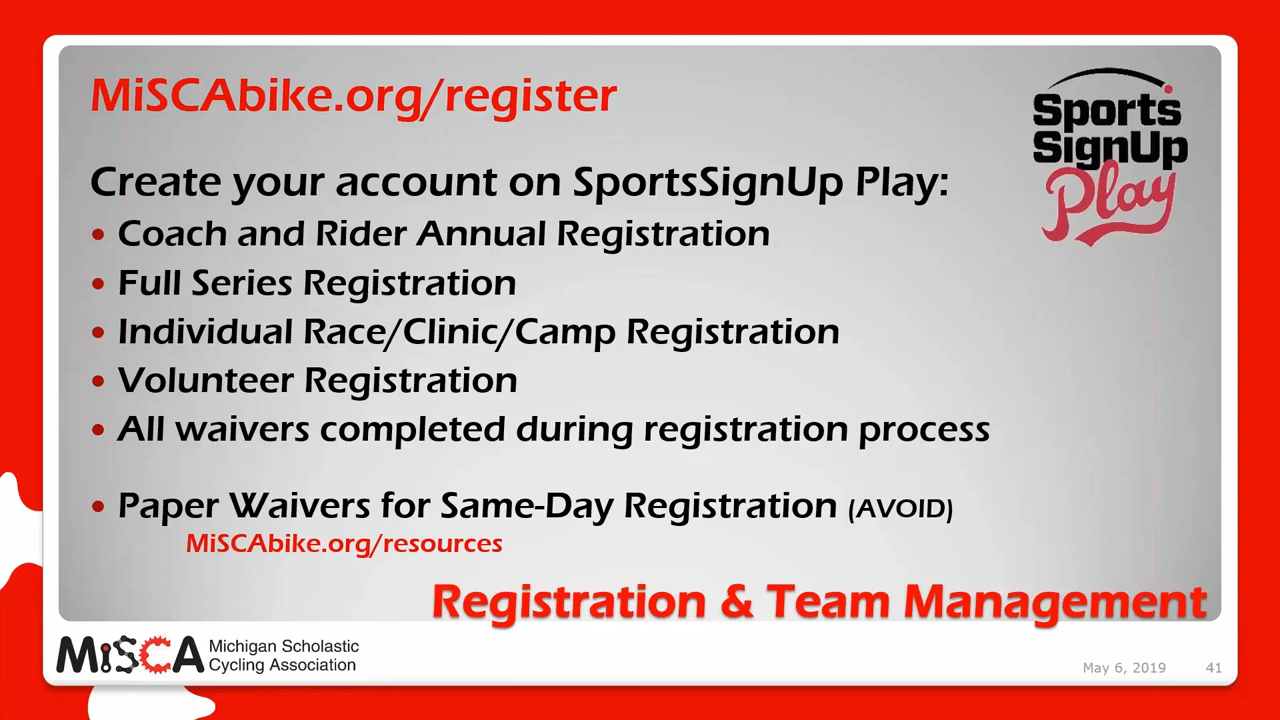 MiSCAbike.org/register
Sports
SignUp
Play
Create your account on SportsSignUp Play:
• Coach and Rider Annual Registration
• Full Series Registration
• Individual Race/Clinic/Camp Registration
• Volunteer Registration
• All waivers completed during registration process
• Paper Waivers for Same-Day Registration (AVOID)
MiSCAbike.org/resources
Registration & Team Management
MiSCA
Michigan Scholastic
Cycling Association
May 6, 2019
41